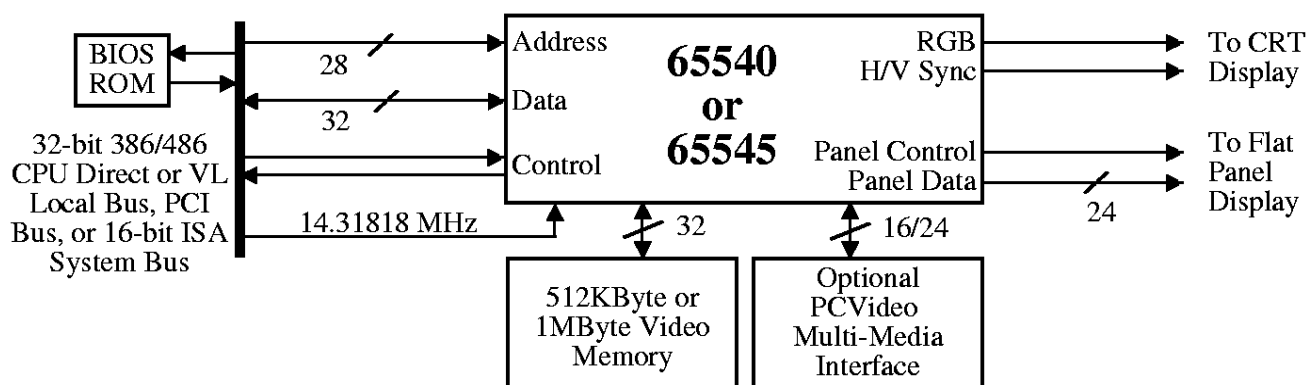 BIOS
ROM
28
32
32-bit 386/486
CPU Direct or VL
Local Bus, PCI
Bus, or 16-bit ISA
System Bus
14.31818 MHz
Address
Data
Control
65540
or
65545
RGB
H/V Sync
Panel Control
Panel Data
To CRT
Display
To Flat
Panel
Display
24
32
16/24
512KByte or
1MByte Video
Memory
Optional
PCVideo
Multi-Media
Interface